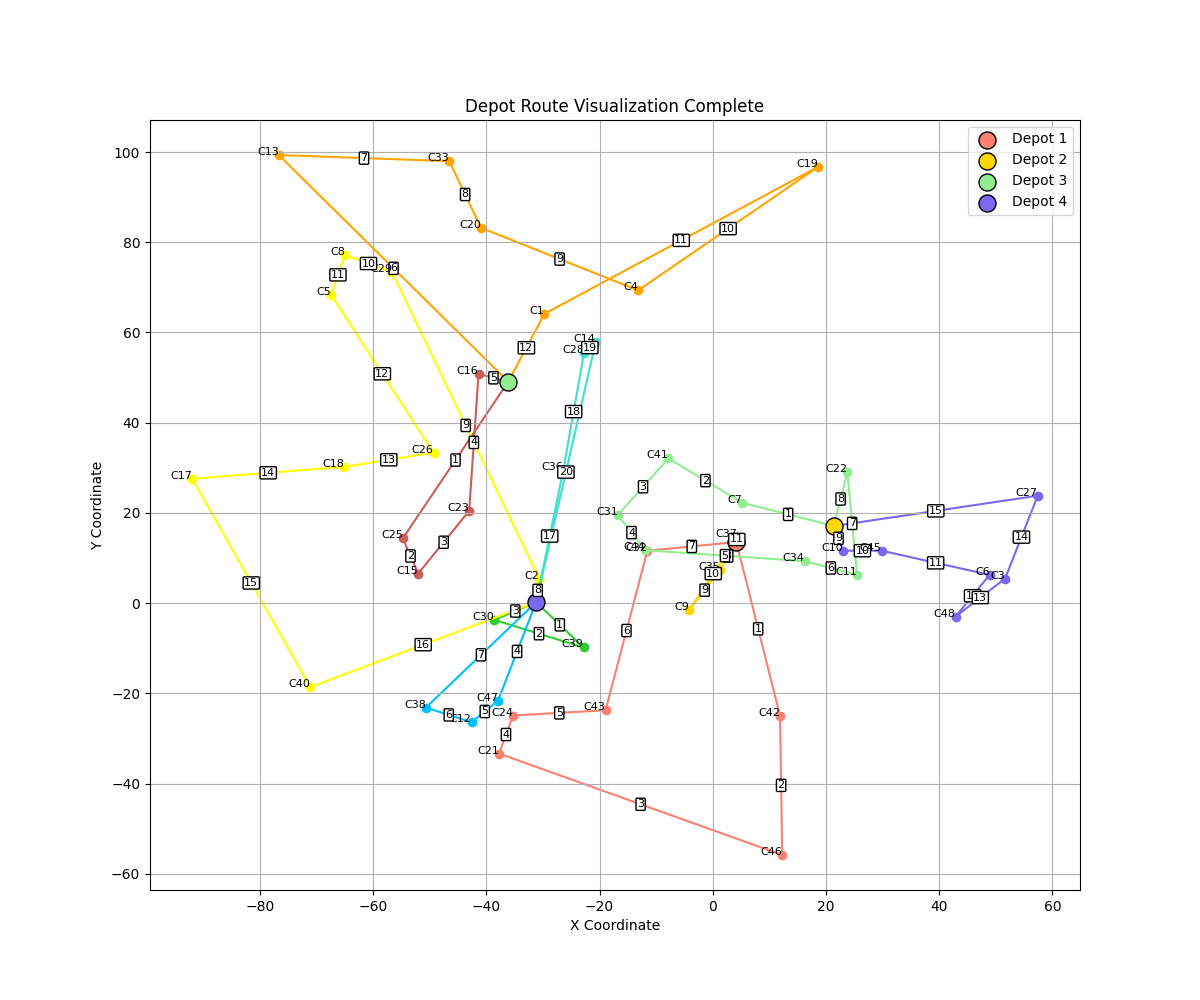 Depot Route Visualization Complete
Depot 1
Depot 2
Depot 3
Depot 4
Y Coordinate
100
80
60
40
20
0
−20
−40
−60
−80
−60
−40
−20
0
20
40
60
X Coordinate
C13
7
C33
C19
8
C20
10
11
9
C8
10
C29
6
11
C5
C4
C1
12
C14
C28
19
12
C16
5
18
9
4
C26
13
C18
14
C17
1
C36
20
C41
2
3
C22
C27
C23
C7
8
15
C31
1
7
C25
3
17
4
C37
11
9
14
2
7
C10
10
C45
5
C34
11
C15
C35
6
C11
C6
C3
10
C2
15
8
9
13
3
C9
C48
C30
1
2
C39
16
7
4
1
6
C40
C38
C47
6
C12
5
C24
5
C43
C42
4
C21
2
3
C46